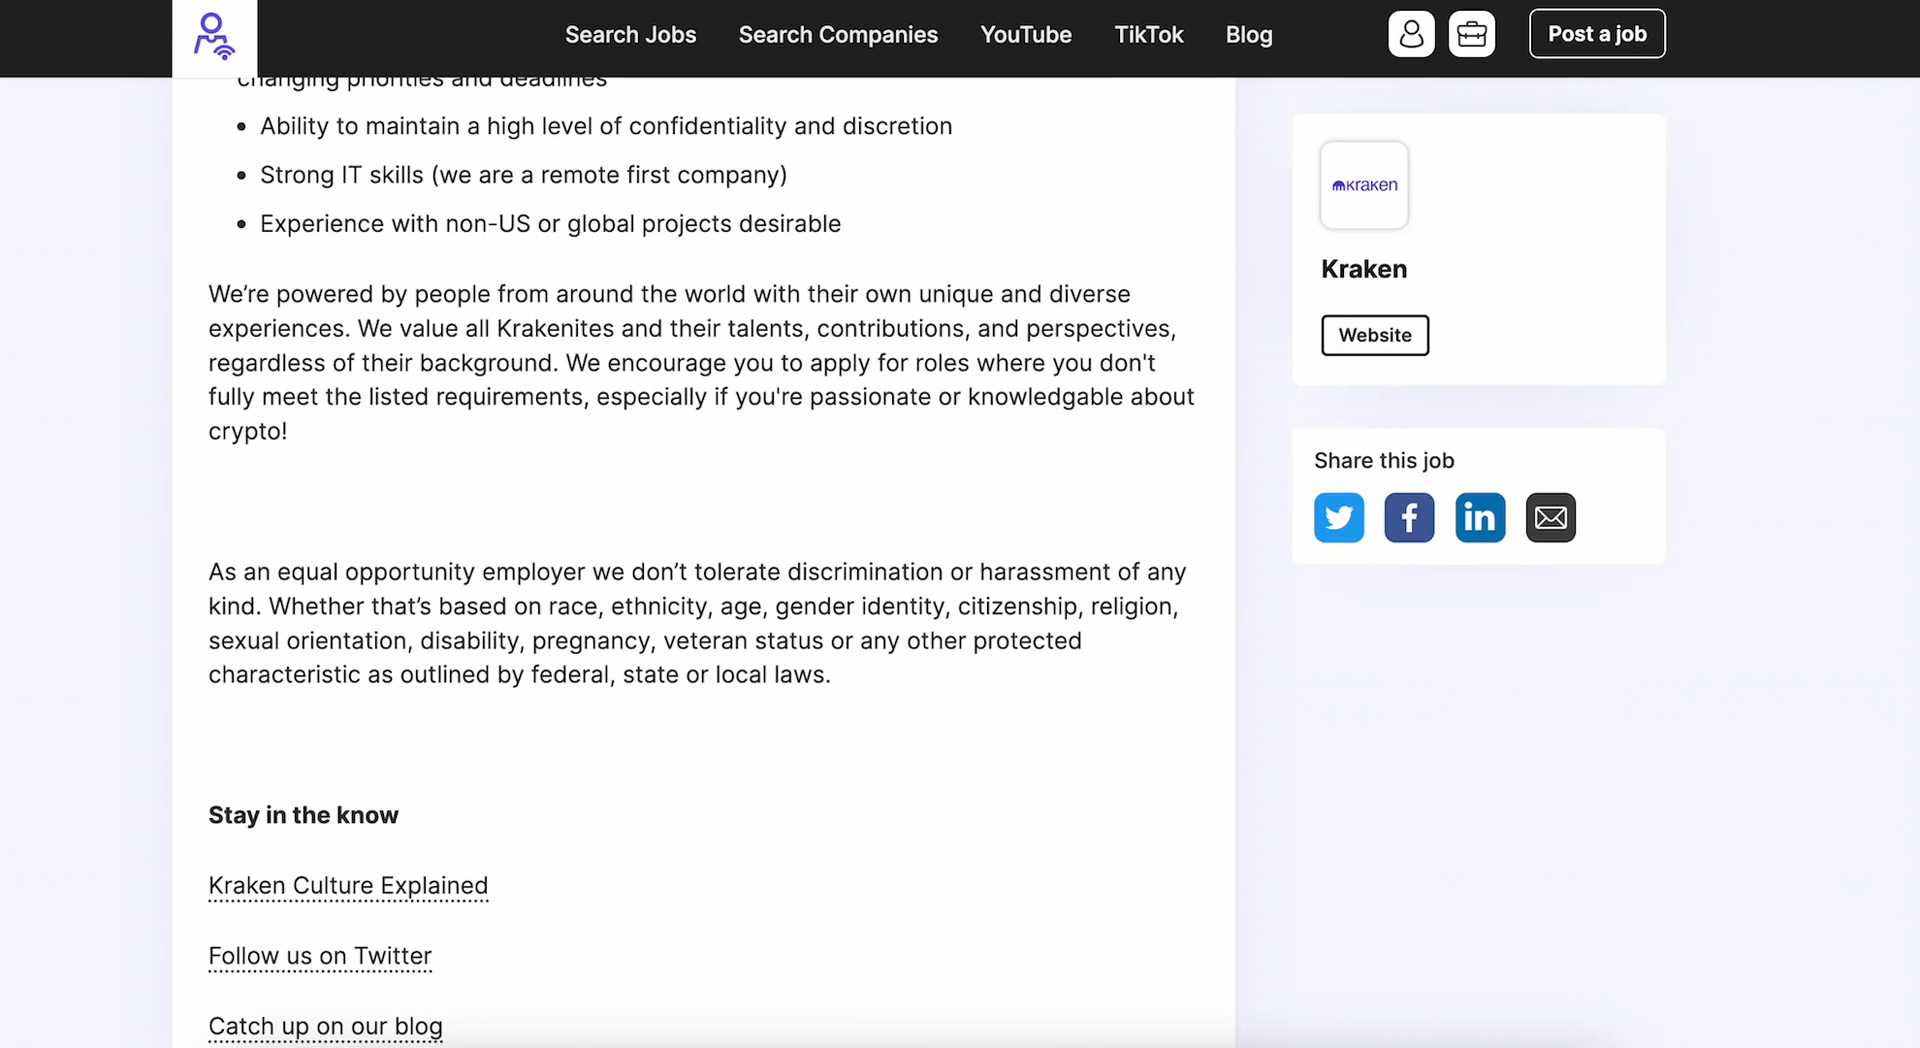 Search Jobs
Search Companies
YouTube
TikTok
Blog
Post a job
changing priorities and deadlines
• Ability to maintain a high level of confidentiality and discretion
• Strong IT skills (we are a remote first company)
• Experience with non-US or global projects desirable
We’re powered by people from around the world with their own unique and diverse
experiences. We value all Krakenites and their talents, contributions, and perspectives,
regardless of their background. We encourage you to apply for roles where you don't
fully meet the listed requirements, especially if you're passionate or knowledgable about
crypto!
As an equal opportunity employer we don’t tolerate discrimination or harassment of any
kind. Whether that’s based on race, ethnicity, age, gender identity, citizenship, religion,
sexual orientation, disability, pregnancy, veteran status or any other protected
characteristic as outlined by federal, state or local laws.
Stay in the know
Kraken Culture Explained
Follow us on Twitter
Catch up on our blog
kraken
Kraken
Website
Share this job
f
in